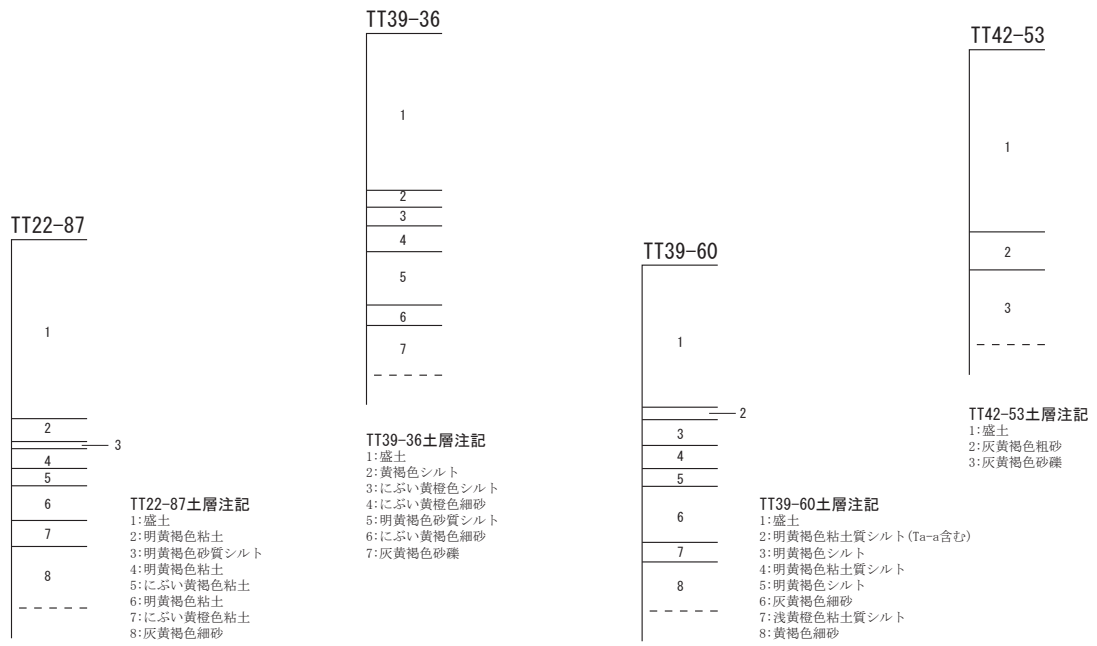 TT22-87
1
2
3
4
5
6
7
8
TT22-87土層注記
1:盛土
2:明黄褐色粘土
3:明黄褐色砂質シルト
4:明黄褐色粘土
5:にぶい黄褐色粘土
6:明黄褐色粘土
7:にぶい黄橙色粘土
8:灰黄褐色細砂
TT39-36
1
2
3
4
5
6
7
TT39-36土層注記
1:盛土
2:黄褐色シルト
3:にぶい黄橙色シルト
4:にぶい黄橙色細砂
5:明黄褐色砂質シルト
6:にぶい黄褐色細砂
7:灰黄褐色砂礫
TT39-60
1
2
3
4
5
6
7
8
TT39-60土層注記
1:盛土
2:明黄褐色粘土質シルト(Ta-a含む)
3:明黄褐色シルト
4:明黄褐色粘土質シルト
5:明黄褐色シルト
6:灰黄褐色細砂
7:浅黄橙色粘土質シルト
8:黄褐色細砂
TT42-53
1
2
3
TT42-53土層注記
1:盛土
2:灰黄褐色粗砂
3:灰黄褐色砂礫